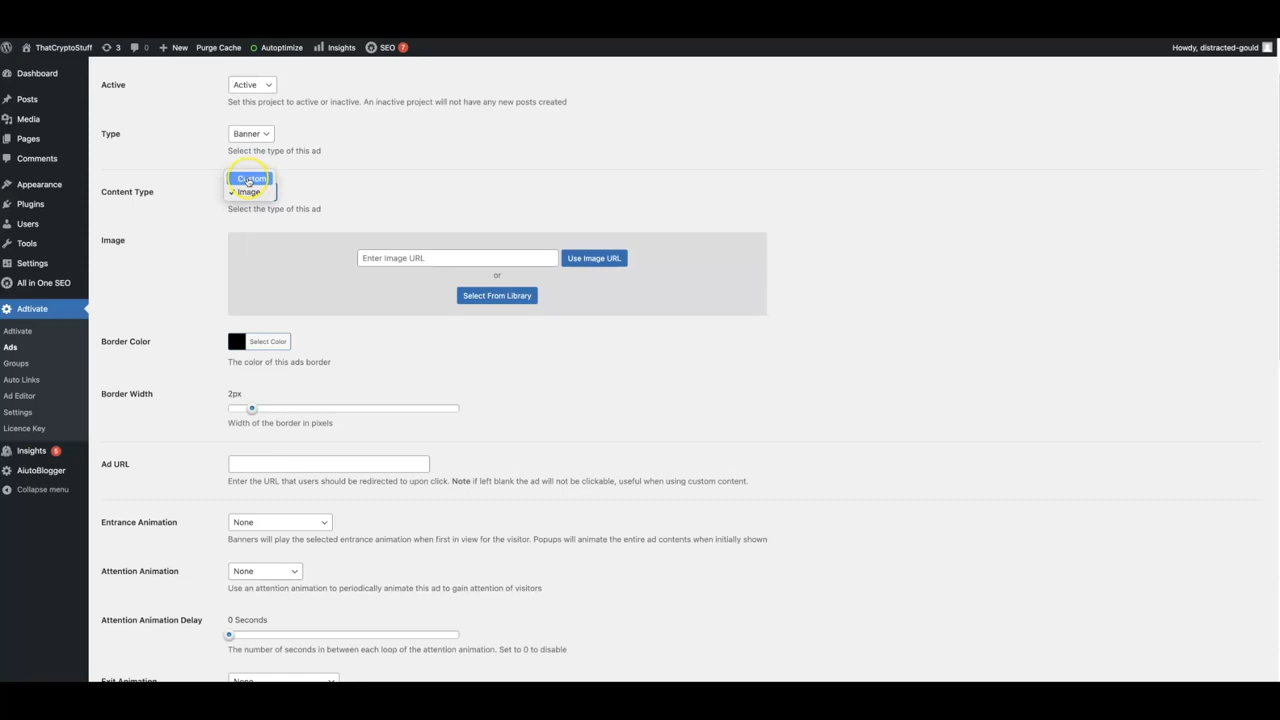 ThatCryptoStuff 3 0 New Purge Cache Autoptimize Insights SEO 7 Howdy, distracted-gould
Dashboard
Posts
Media
Pages
Comments
Appearance
Plugins
Users
Tools
Settings
All in One SEO
Adtivate
Adtivate
Ads
Groups
Auto Links
Ad Editor
Settings
Licence Key
Insights 5
AiutoBlogger
Collapse menu
Active Active
Set this project to active or inactive. An inactive project will not have any new posts created
Type Banner
Select the type of this ad
Custom
Content Type Image
Select the type of this ad
Image
Enter Image URL Use Image URL
or
Select From Library
Border Color Select Color
The color of this ads border
Border Width 2px
Width of the border in pixels
Ad URL
Enter the URL that users should be redirected to upon click. Note if left blank the ad will not be clickable, useful when using custom content.
Entrance Animation None
Banners will play the selected entrance animation when first in view for the visitor. Popups will animate the entire ad contents when initially shown
Attention Animation None
Use an attention animation to periodically animate this ad to gain attention of visitors
Attention Animation Delay 0 Seconds
The number of seconds in between each loop of the attention animation. Set to 0 to disable
Exit Animation None